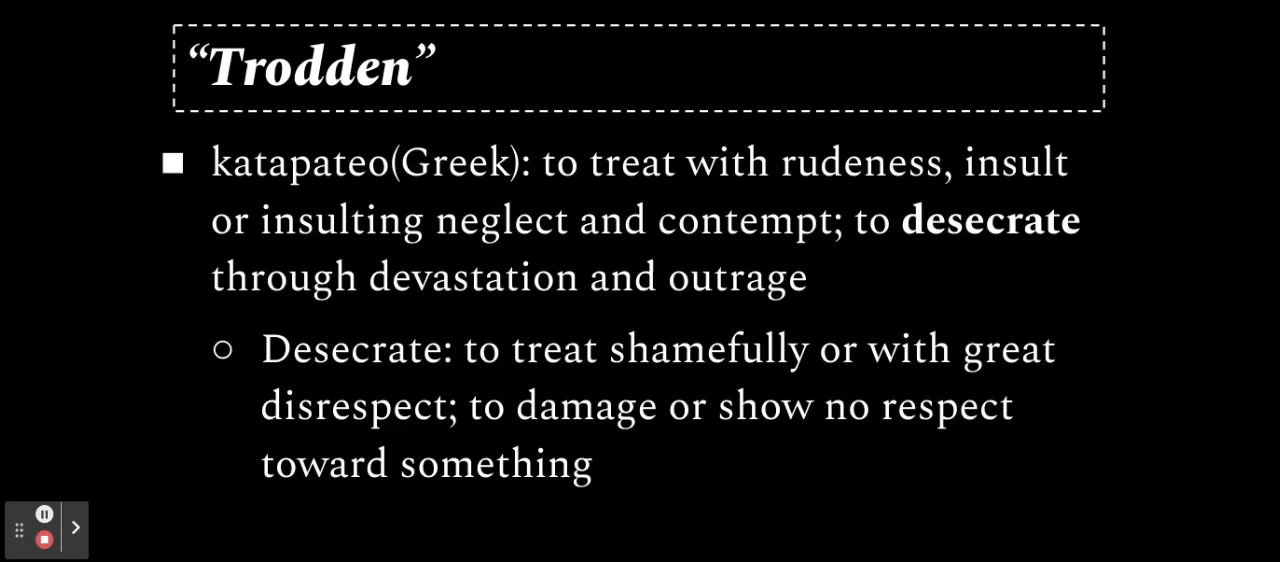 “Trodden”
katapateo(Greek): to treat with rudeness, insult
or insulting neglect and contempt; to desecrate
through devastation and outrage
Desecrate: to treat shamefully or with great
disrespect; to damage or show no respect
toward something